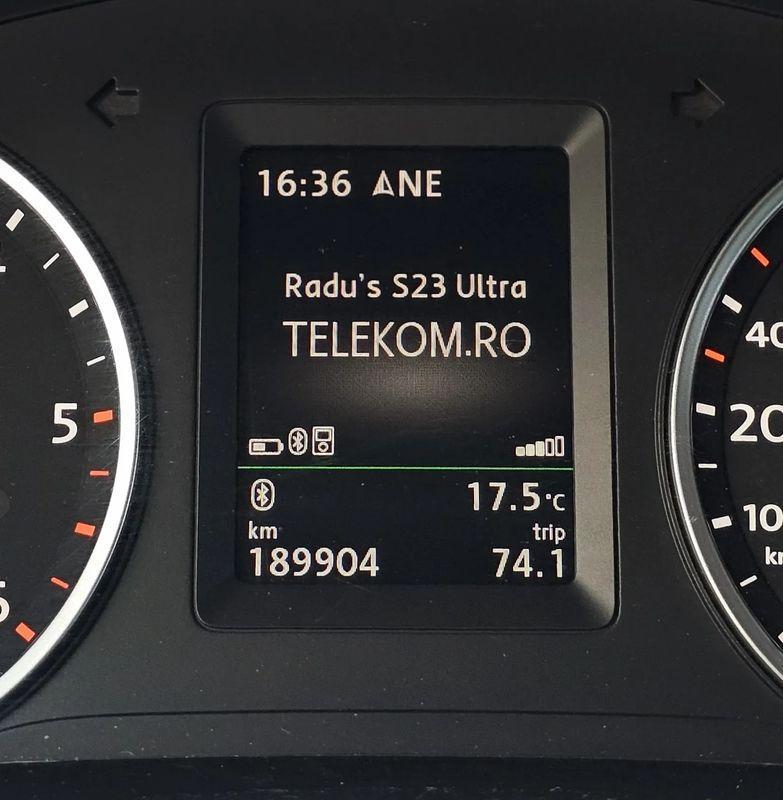 16:36 NE
Radu's S23 Ultra
TELEKOM.RO
17.5°C
km trip
189904 74.1
5
40
20
10